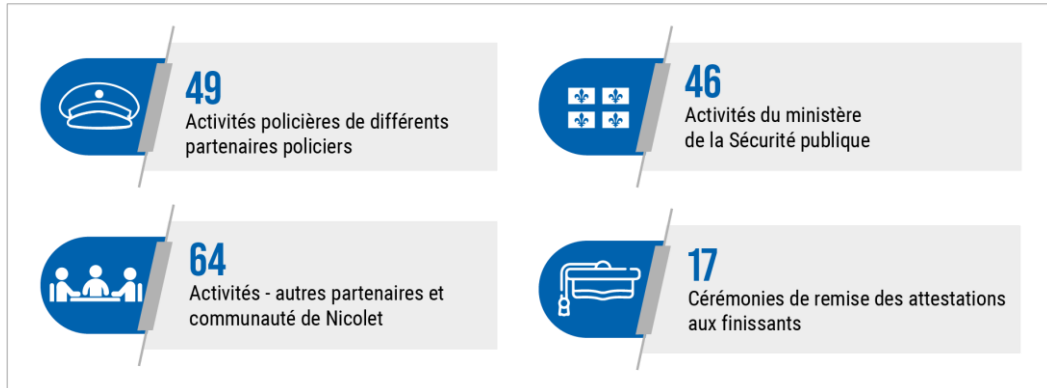 49
Activités policières de différents
partenaires policiers
46
Activités du ministère
de la Sécurité publique
64
Activités - autres partenaires et
communauté de Nicolet
17
Cérémonies de remise des attestations
aux finissants